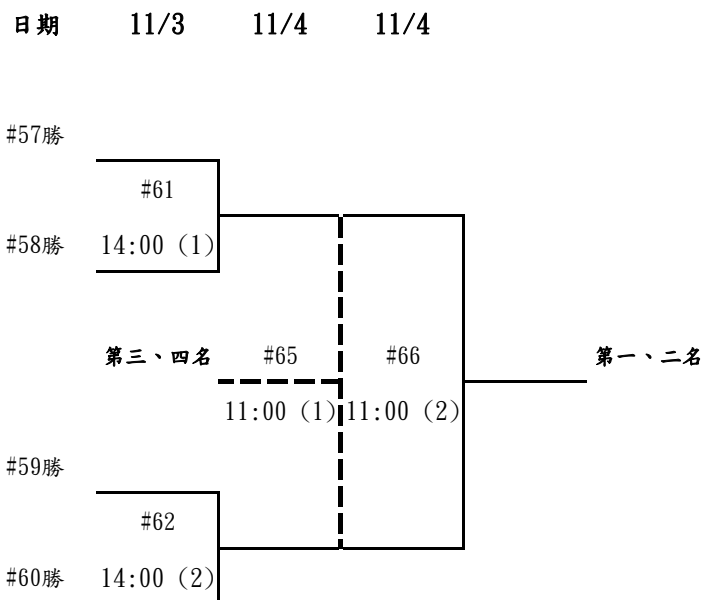 日期 11/3 11/4 11/4
#57勝
#61
#58勝 14:00 (1)
第三、四名 #65 #66 第一、二名
11:00 (1) 11:00 (2)
#59勝
#62
#60勝 14:00 (2)